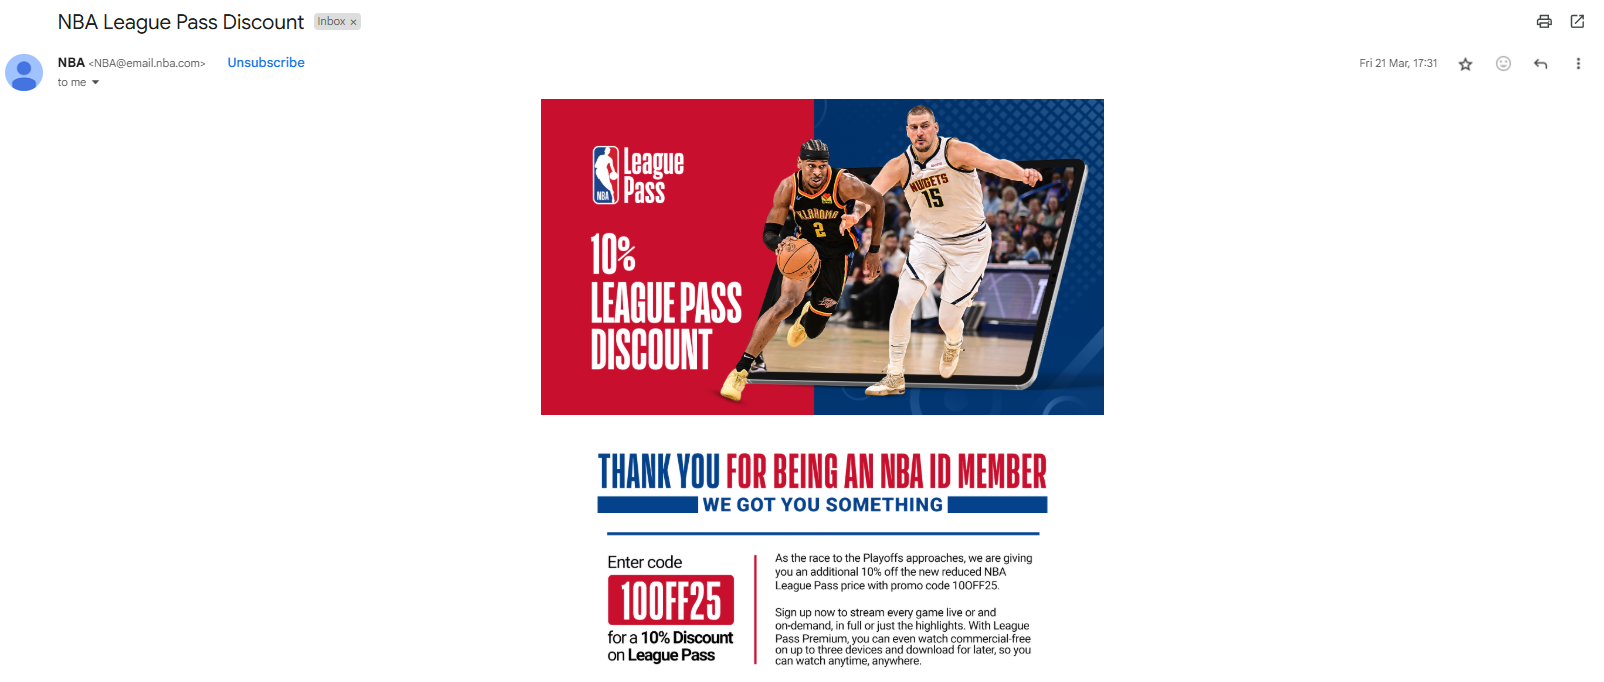 NBA League Pass Discount
Inbox ×
NBA <NBA@email.nba.com> Unsubscribe
Fri 21 Mar, 17:31
to me
NBA
League
Pass
10%
LEAGUE PASS
DISCOUNT
OKLAHOMA
2
NUGGETS
15
THANK YOU FOR BEING AN NBA ID MEMBER
WE GOT YOU SOMETHING
Enter code
10OFF25
for a 10% Discount
on League Pass
As the race to the Playoffs approaches, we are giving
you an additional 10% off the new reduced NBA
League Pass price with promo code 10OFF25.
Sign up now to stream every game live or and
on-demand, in full or just the highlights. With League
Pass Premium, you can even watch commercial-free
on up to three devices and download for later, so you
can watch anytime, anywhere.